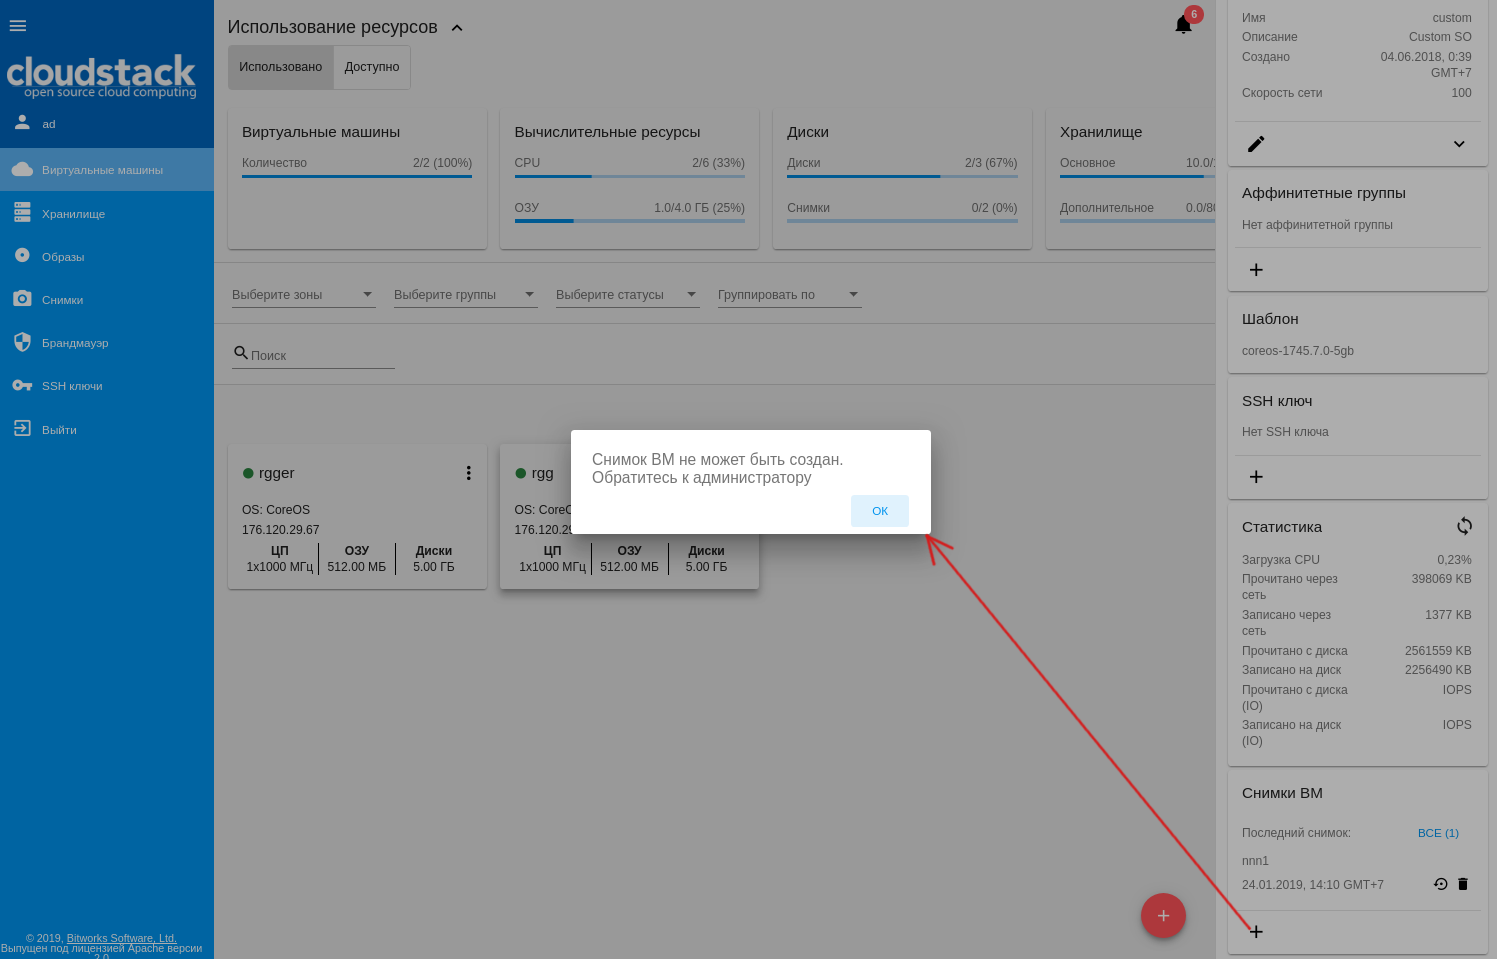 cloudstack
open source cloud computing
ad
Виртуальные машины
Хранилище
Образы
Снимки
Брандмауэр
SSH ключи
Выйти
© 2019, Bitworks Software, Ltd.
Выпущен под лицензией Apache версии
2.0
Использование ресурсов
6
Использовано Доступно
Виртуальные машины
Количество 2/2 (100%)
Вычислительные ресурсы
CPU 2/6 (33%)
ОЗУ 1.0/4.0 ГБ (25%)
Диски
Диски 2/3 (67%)
Снимки 0/2 (0%)
Хранилище
Основное 10.0/
Дополнительное 0.0/80
Выберите зоны Выберите группы Выберите статусы Группировать по
Поиск
rgger
OS: CoreOS
176.120.29.67
ЦП ОЗУ Диски
1x1000 МГц 512.00 МБ 5.00 ГБ
rgg
OS: CoreO
176.120.29
ЦП ОЗУ Диски
1x1000 МГц 512.00 МБ 5.00 ГБ
Снимок ВМ не может быть создан.
Обратитесь к администратору
ОК
Имя custom
Описание Custom SO
Создано 04.06.2018, 0:39
GMT+7
Скорость сети 100
Аффинитетные группы
Нет аффинитетной группы
Шаблон
coreos-1745.7.0-5gb
SSH ключ
Нет SSH ключа
Статистика
Загрузка CPU 0,23%
Прочитано через 398069 KB
сеть
Записано через 1377 KB
сеть
Прочитано с диска 2561559 KB
Записано на диск 2256490 KB
Прочитано с диска IOPS
(IO)
Записано на диск IOPS
(IO)
Снимки ВМ
Последний снимок: ВСЕ (1)
nnn1
24.01.2019, 14:10 GMT+7